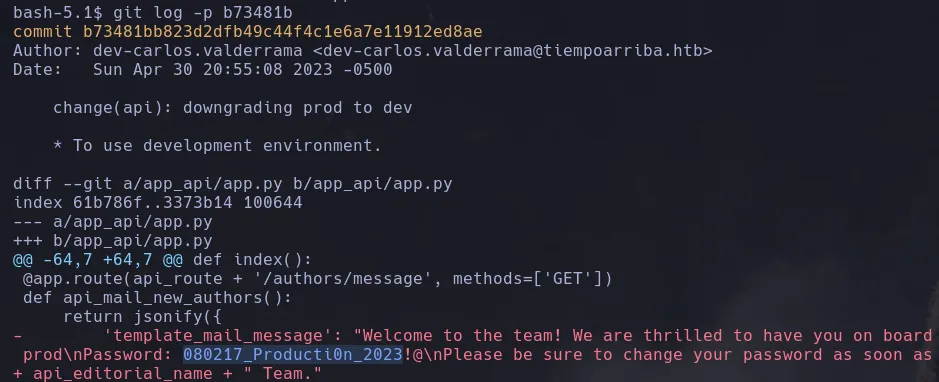 bash-5.1$ git log -p b73481b
commit b73481bb823d2dfb49c44f4c1e6a7e11912ed8ae
Author: dev-carlos.valderrama <dev-carlos.valderrama@tiempoarriba.htb>
Date:   Sun Apr 30 20:55:08 2023 -0500

    change(api): downgrading prod to dev

    * To use development environment.

diff --git a/app_api/app.py b/app_api/app.py
index 61b786f..3373b14 100644
--- a/app_api/app.py
+++ b/app_api/app.py
@@ -64,7 +64,7 @@ def index():
 @app.route(api_route + '/authors/message', methods=['GET'])
 def api_mail_new_authors():
     return jsonify({
-        'template_mail_message': "Welcome to the team! We are thrilled to have you on board
 prod\nPassword: 080217_Producti0n_2023!@\nPlease be sure to change your password as soon as
+ api_editorial_name + " Team."